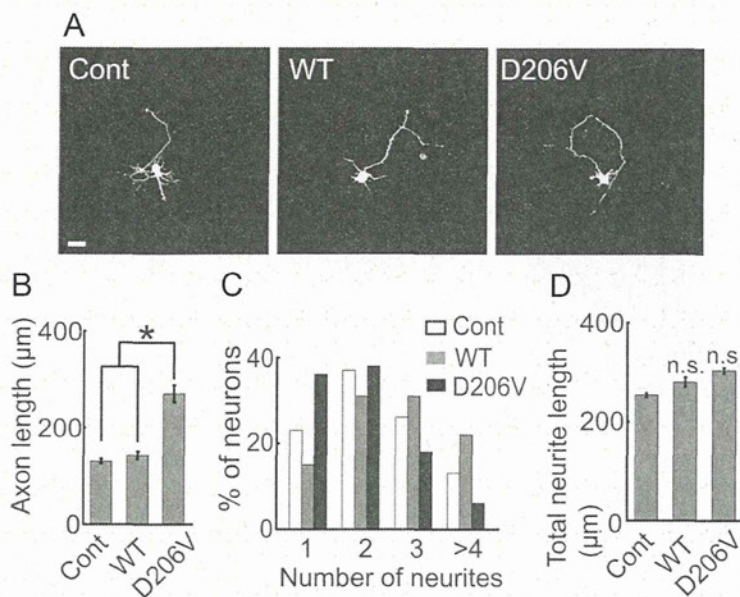 A
Cont
WT
D206V
B
Axon length (µm)
400
200
0
*
Cont
WT
D206V
C
% of neurons
40
20
0
Cont
WT
D206V
1 2 3 >4
Number of neurites
D
Total neurite length
(µm)
400
200
0
n.s.
n.s
Cont
WT
D206V